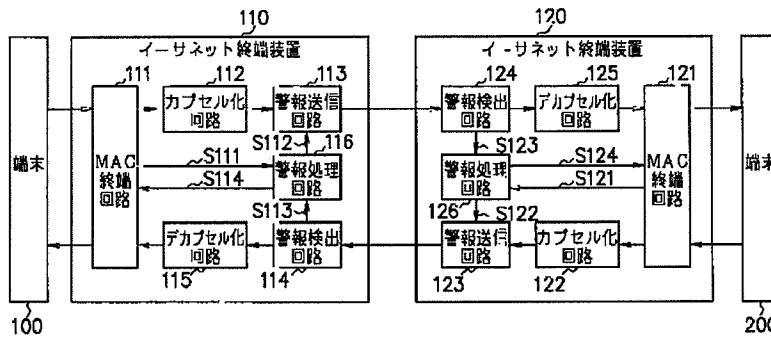 110
120
イーサネット終端装置
イーサネット終端装置
111
112
113
124
125
121
カプセル化
回路
警報送信
回路
警報検出
回路
デカプセル化
回路
S112
116
S123
端末
MAC
終端
回路
S111
S114
警報処理
回路
警報処理
回路
S124
S121
MAC
終端
回路
端末
S113
126
S122
デカプセル化
回路
警報検出
回路
警報送信
回路
カプセル化
回路
115
114
123
122
100
200